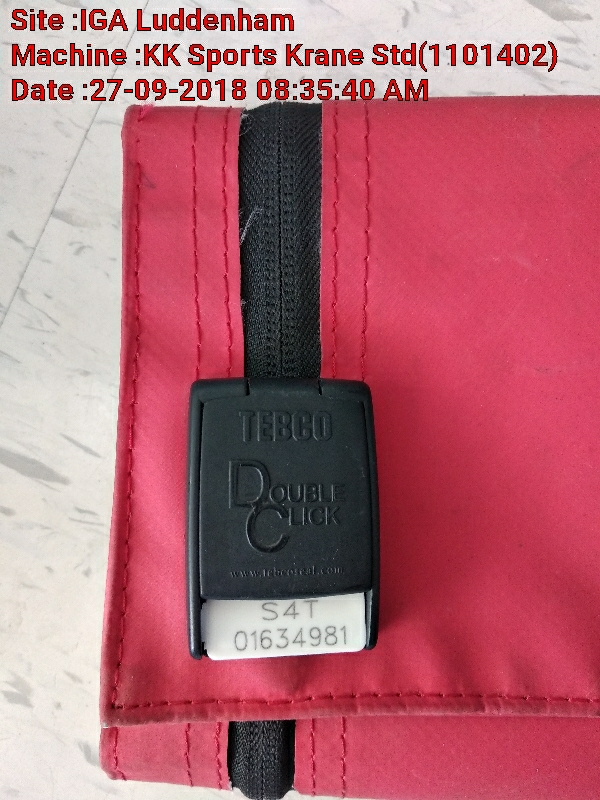 Site :IGA Luddenham
Machine :KK Sports Krane Std(1101402)
Date :27-09-2018 08:35:40 AM
TEBCO
DOUBLE
CLICK
www.tebcoseal.com
S4T
01634981